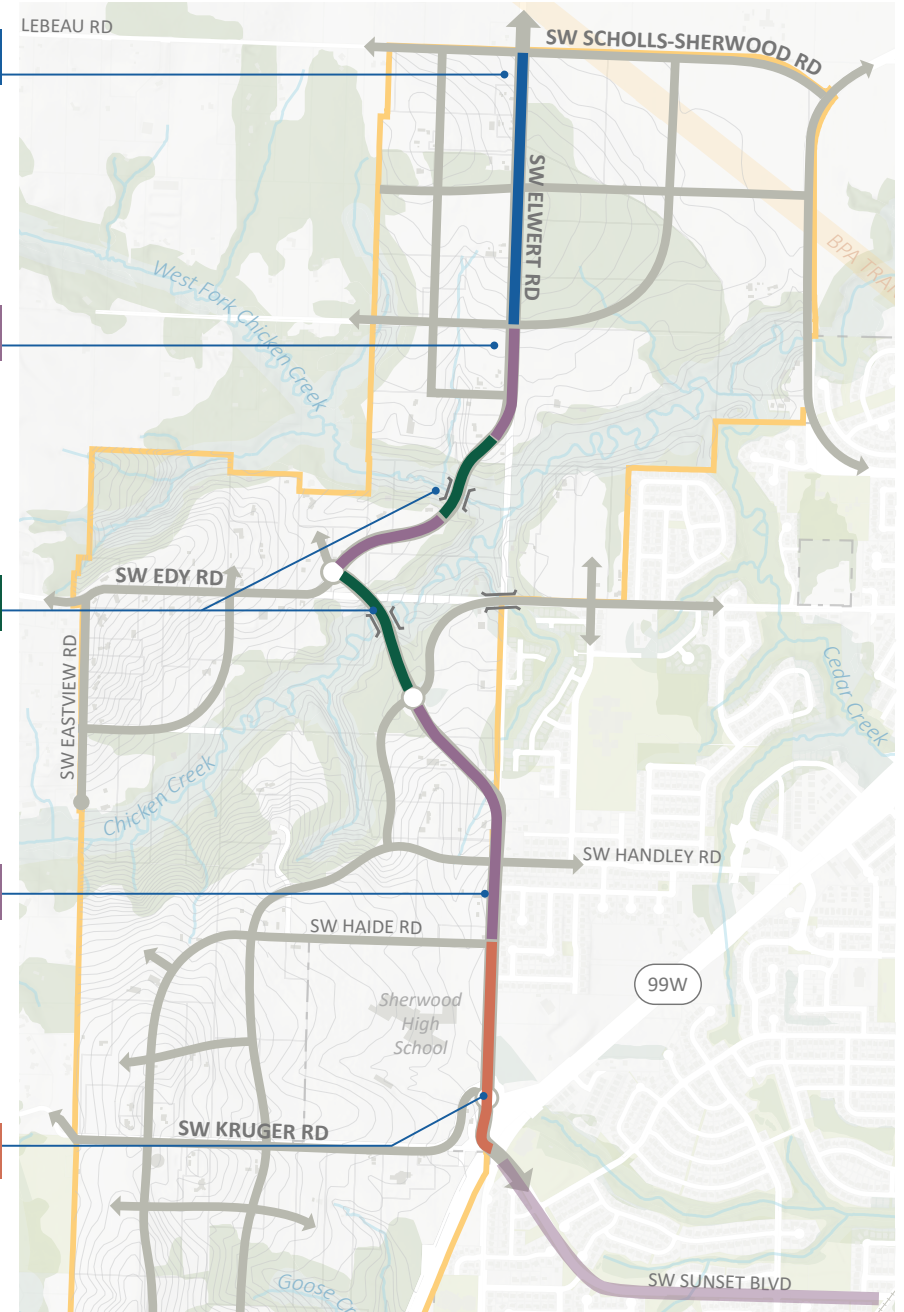 LEBEAU RD
SW SCHOLLS-SHERWOOD RD
SW ELWERT RD
BPA TRAI
West Fork Chicken Creek
SW EDY RD
SW EASTVIEW RD
Cedar Creek
Chicken Creek
SW HANDLEY RD
SW HAIDE RD
99W
Sherwood
High
School
SW KRUGER RD
SW SUNSET BLVD
Goose Cr